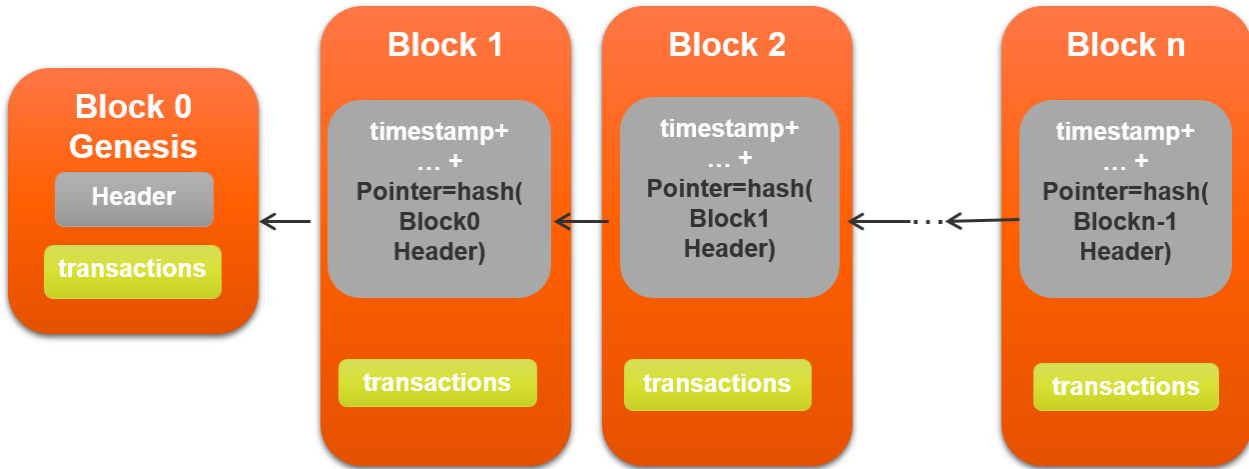 Block 0
Genesis
Header
transactions
Block 1
timestamp+
... +
Pointer=hash(
Block0
Header)
transactions
Block 2
timestamp+
... +
Pointer=hash(
Block1
Header)
transactions
...
Block n
timestamp+
... +
Pointer=hash(
Blockn-1
Header)
transactions